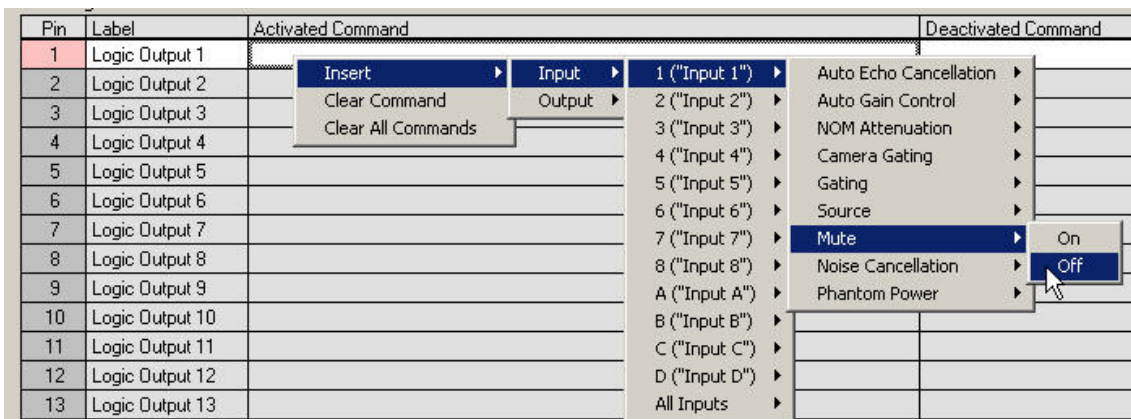 Pin Label Activated Command Deactivated Command
1 Logic Output 1
2 Logic Output 2
3 Logic Output 3
4 Logic Output 4
5 Logic Output 5
6 Logic Output 6
7 Logic Output 7
8 Logic Output 8
9 Logic Output 9
10 Logic Output 10
11 Logic Output 11
12 Logic Output 12
13 Logic Output 13
Insert
Clear Command
Clear All Commands
Input
Output
1 ("Input 1")
2 ("Input 2")
3 ("Input 3")
4 ("Input 4")
5 ("Input 5")
6 ("Input 6")
7 ("Input 7")
8 ("Input 8")
A ("Input A")
B ("Input B")
C ("Input C")
D ("Input D")
All Inputs
Auto Echo Cancellation
Auto Gain Control
NOM Attenuation
Camera Gating
Gating
Source
Mute
Noise Cancellation
Phantom Power
On
Off